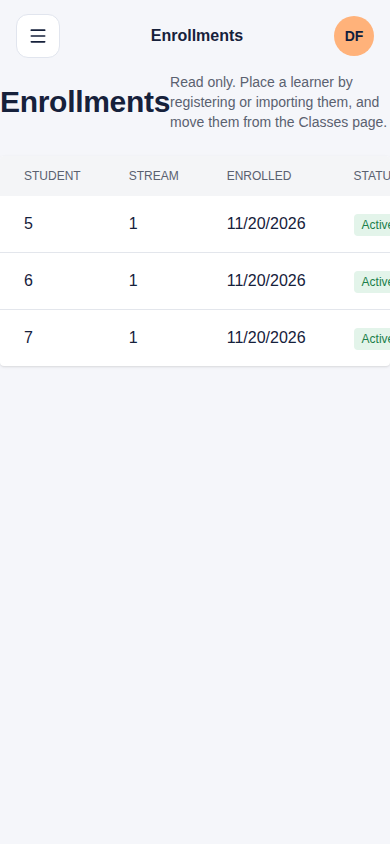 Enrollments
DF
Enrollments
Read only. Place a learner by
registering or importing them, and
move them from the Classes page.
STUDENT STREAM ENROLLED STATU
5 1 11/20/2026 Active
6 1 11/20/2026 Active
7 1 11/20/2026 Active